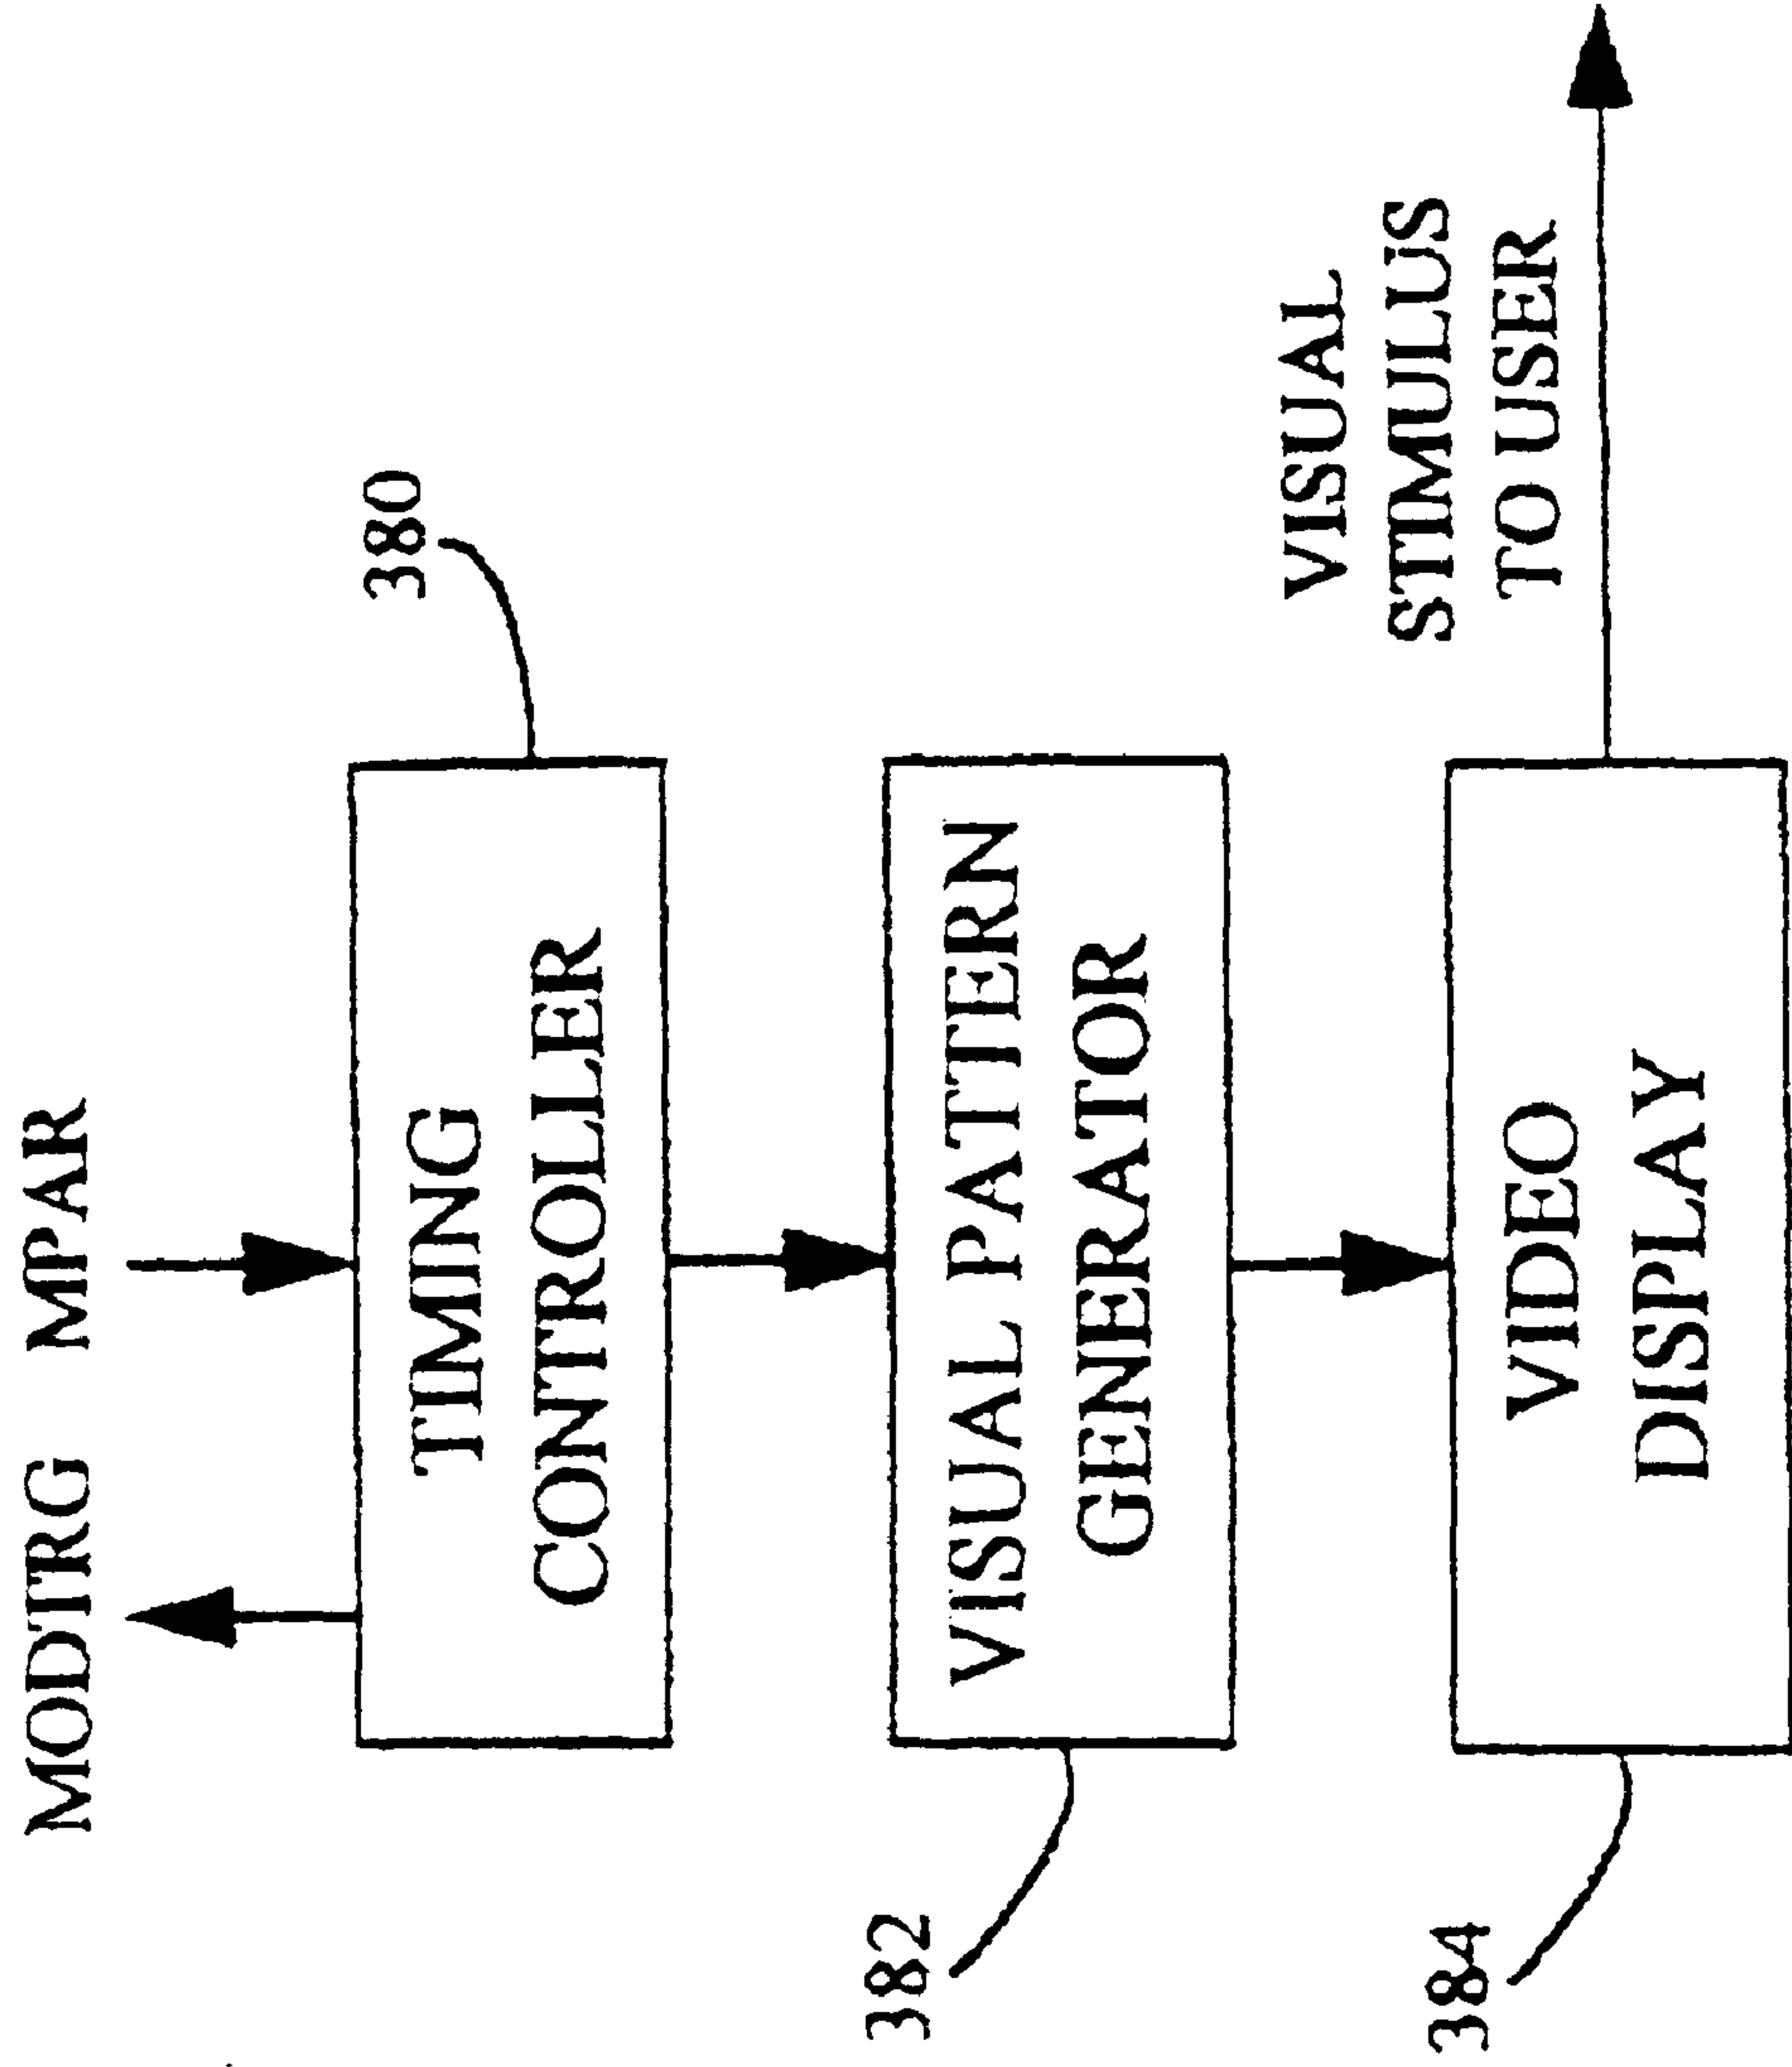 MODTRG MPAR
380
TIMING
CONTROLLER
382
VISUAL PATTERN
GENERATOR
VISUAL
STIMULUS
TO USER
384
VIDEO
DISPLAY